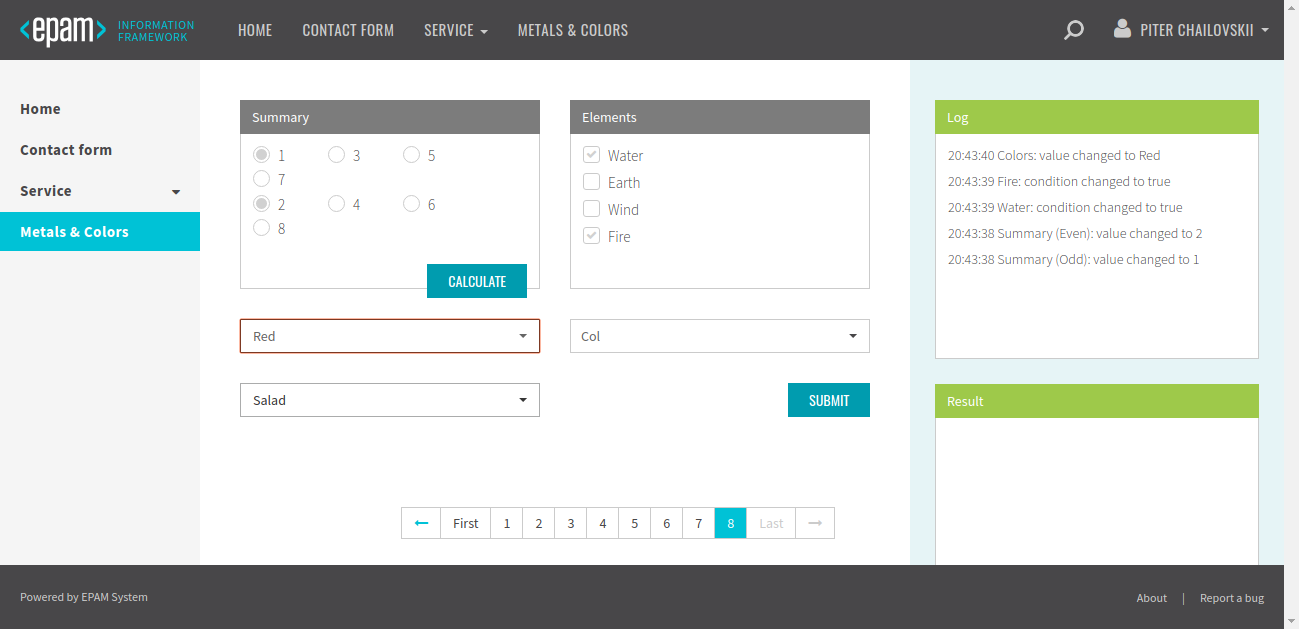 <epam> INFORMATION FRAMEWORK
HOME CONTACT FORM SERVICE METALS & COLORS PITER CHAILOVSKII
Home
Contact form
Service
Metals & Colors
Summary
1 3 5
7
2 4 6
8
CALCULATE
Elements
Water
Earth
Wind
Fire
Red
Col
Salad
SUBMIT
First 1 2 3 4 5 6 7 8 Last
Log
20:43:40 Colors: value changed to Red
20:43:39 Fire: condition changed to true
20:43:39 Water: condition changed to true
20:43:38 Summary (Even): value changed to 2
20:43:38 Summary (Odd): value changed to 1
Result
Powered by EPAM System
About | Report a bug